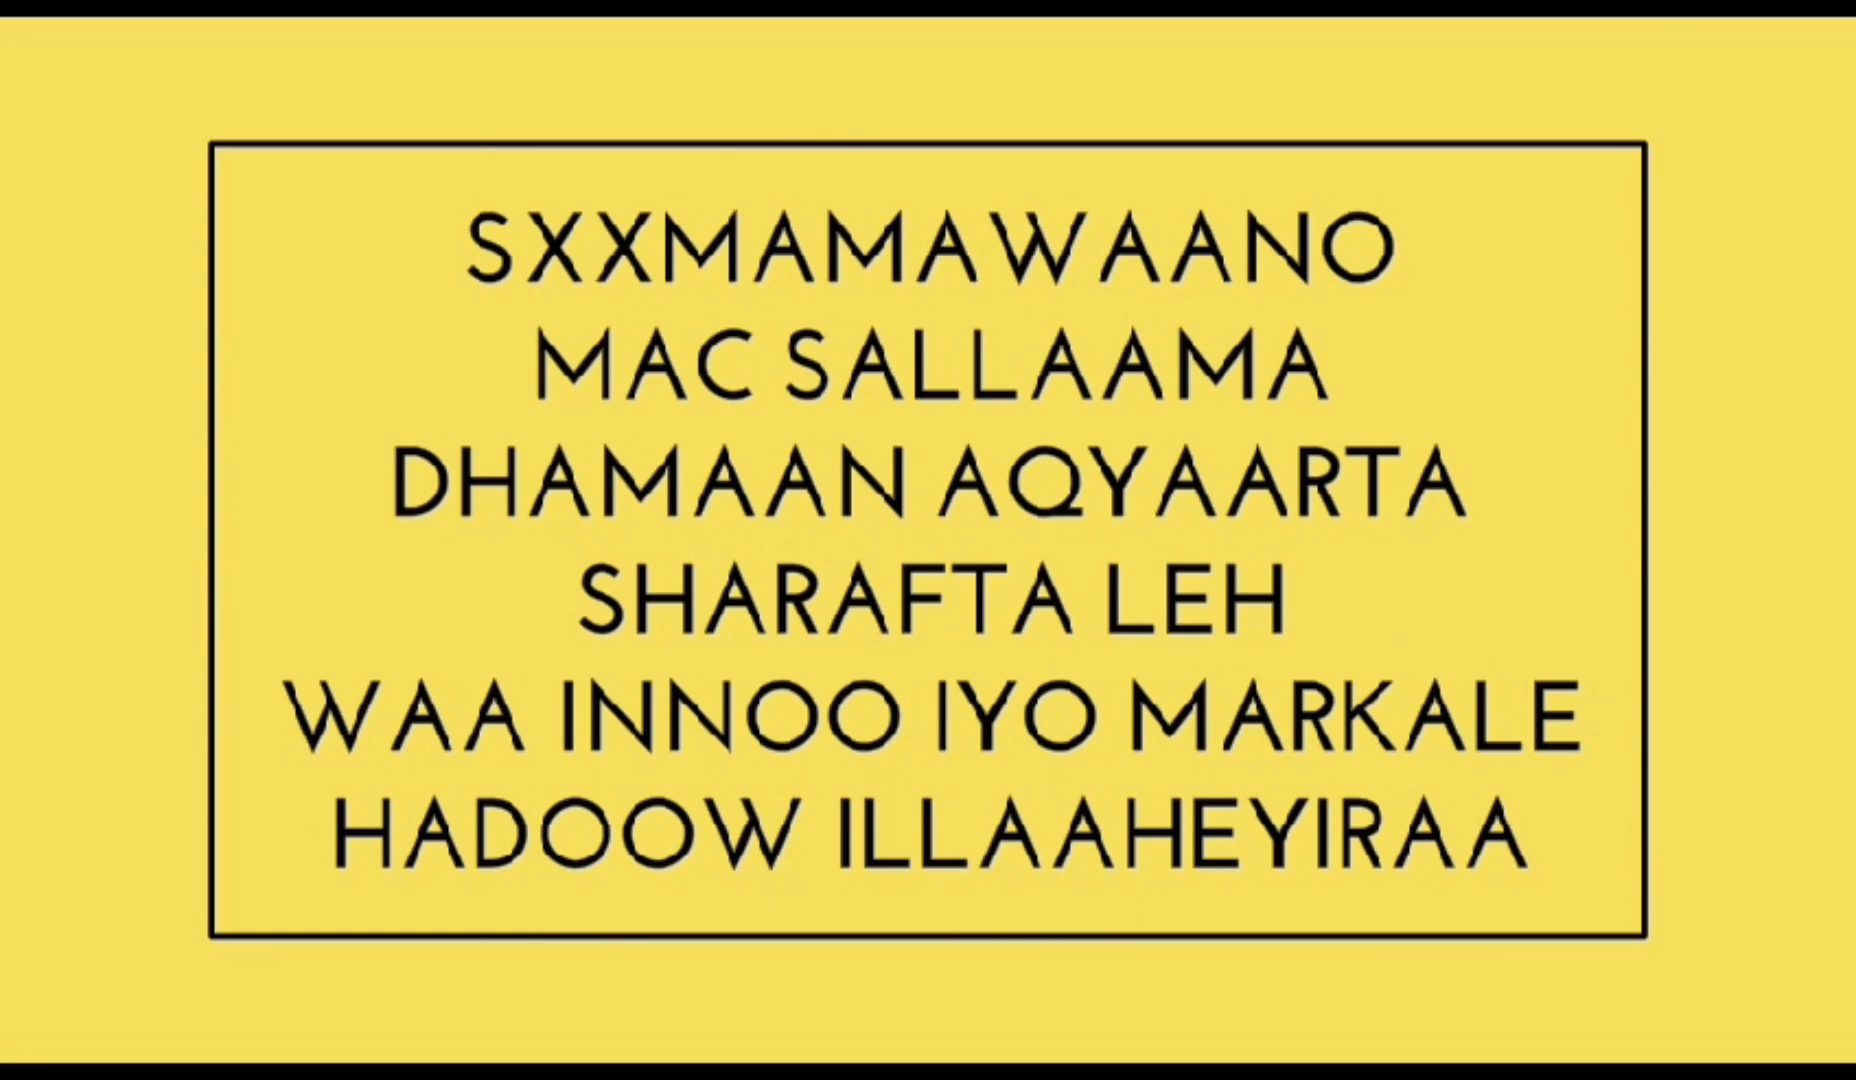 SXXMAMAWAANO
MAC SALLAAMA
DHAMAAN AQYAARTA
SHARAFTA LEH
WAA INNOO IYO MARKALE
HADOOW ILLAAHEYIRAA